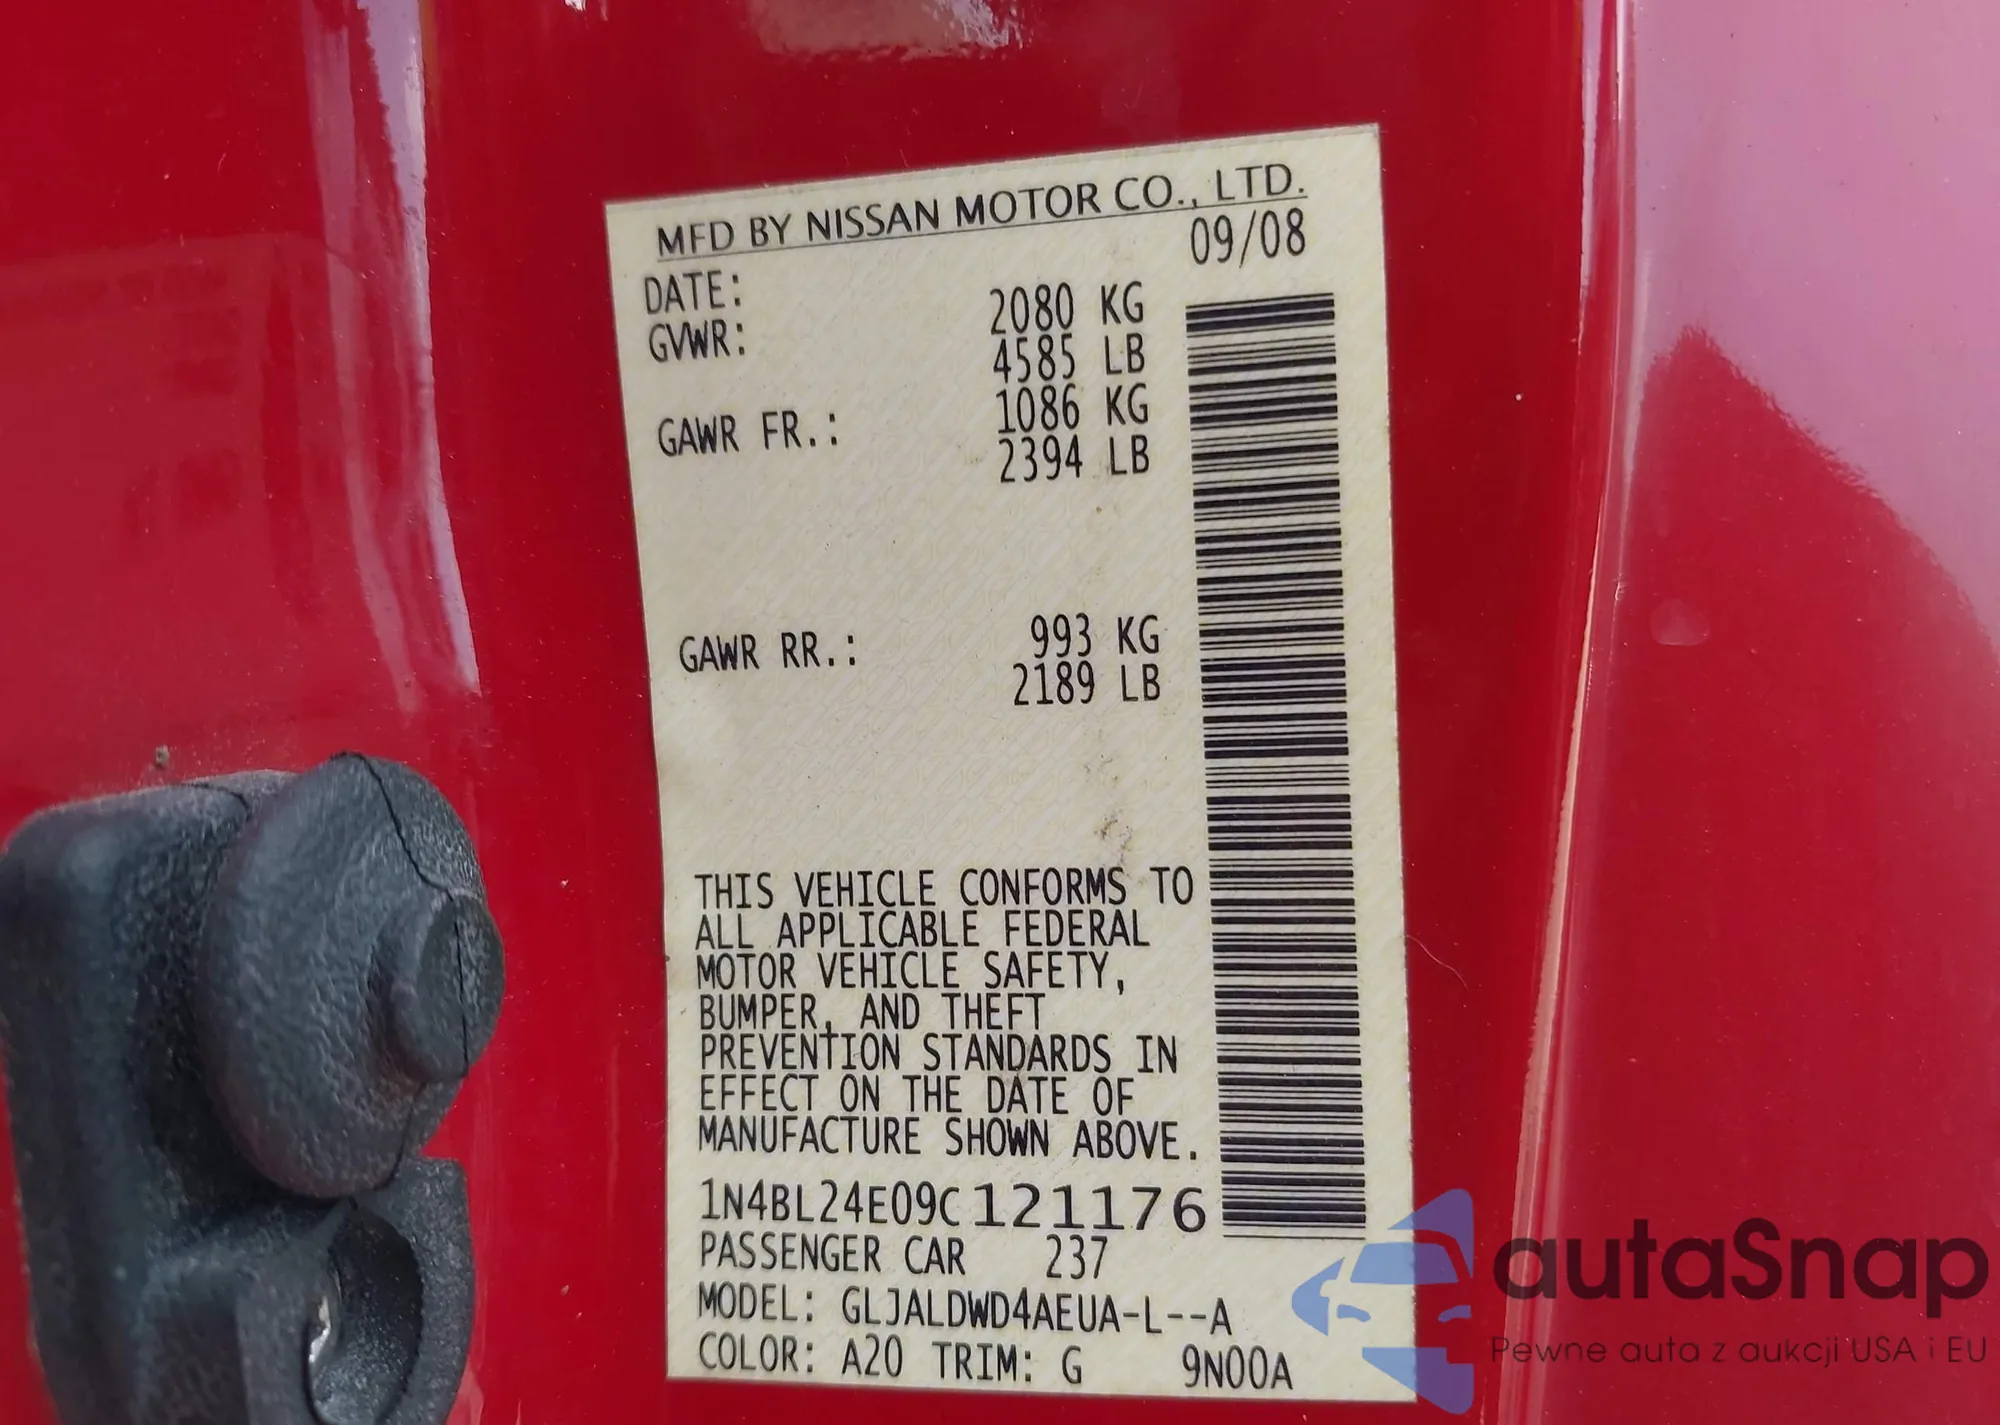 MFD BY NISSAN MOTOR CO., LTD.
DATE: 09/08
GVWR: 2080 KG
4585 LB
GAWR FR.: 1086 KG
2394 LB
GAWR RR.: 993 KG
2189 LB
THIS VEHICLE CONFORMS TO
ALL APPLICABLE FEDERAL
MOTOR VEHICLE SAFETY,
BUMPER, AND THEFT
PREVENTION STANDARDS IN
EFFECT ON THE DATE OF
MANUFACTURE SHOWN ABOVE.
1N4BL24E09C121176
PASSENGER CAR 237
MODEL: GLJALDWD4AEUA-L--A
COLOR: A20 TRIM: G 9N00A
autaSnap
Pewne auta z aukcji USA i EU